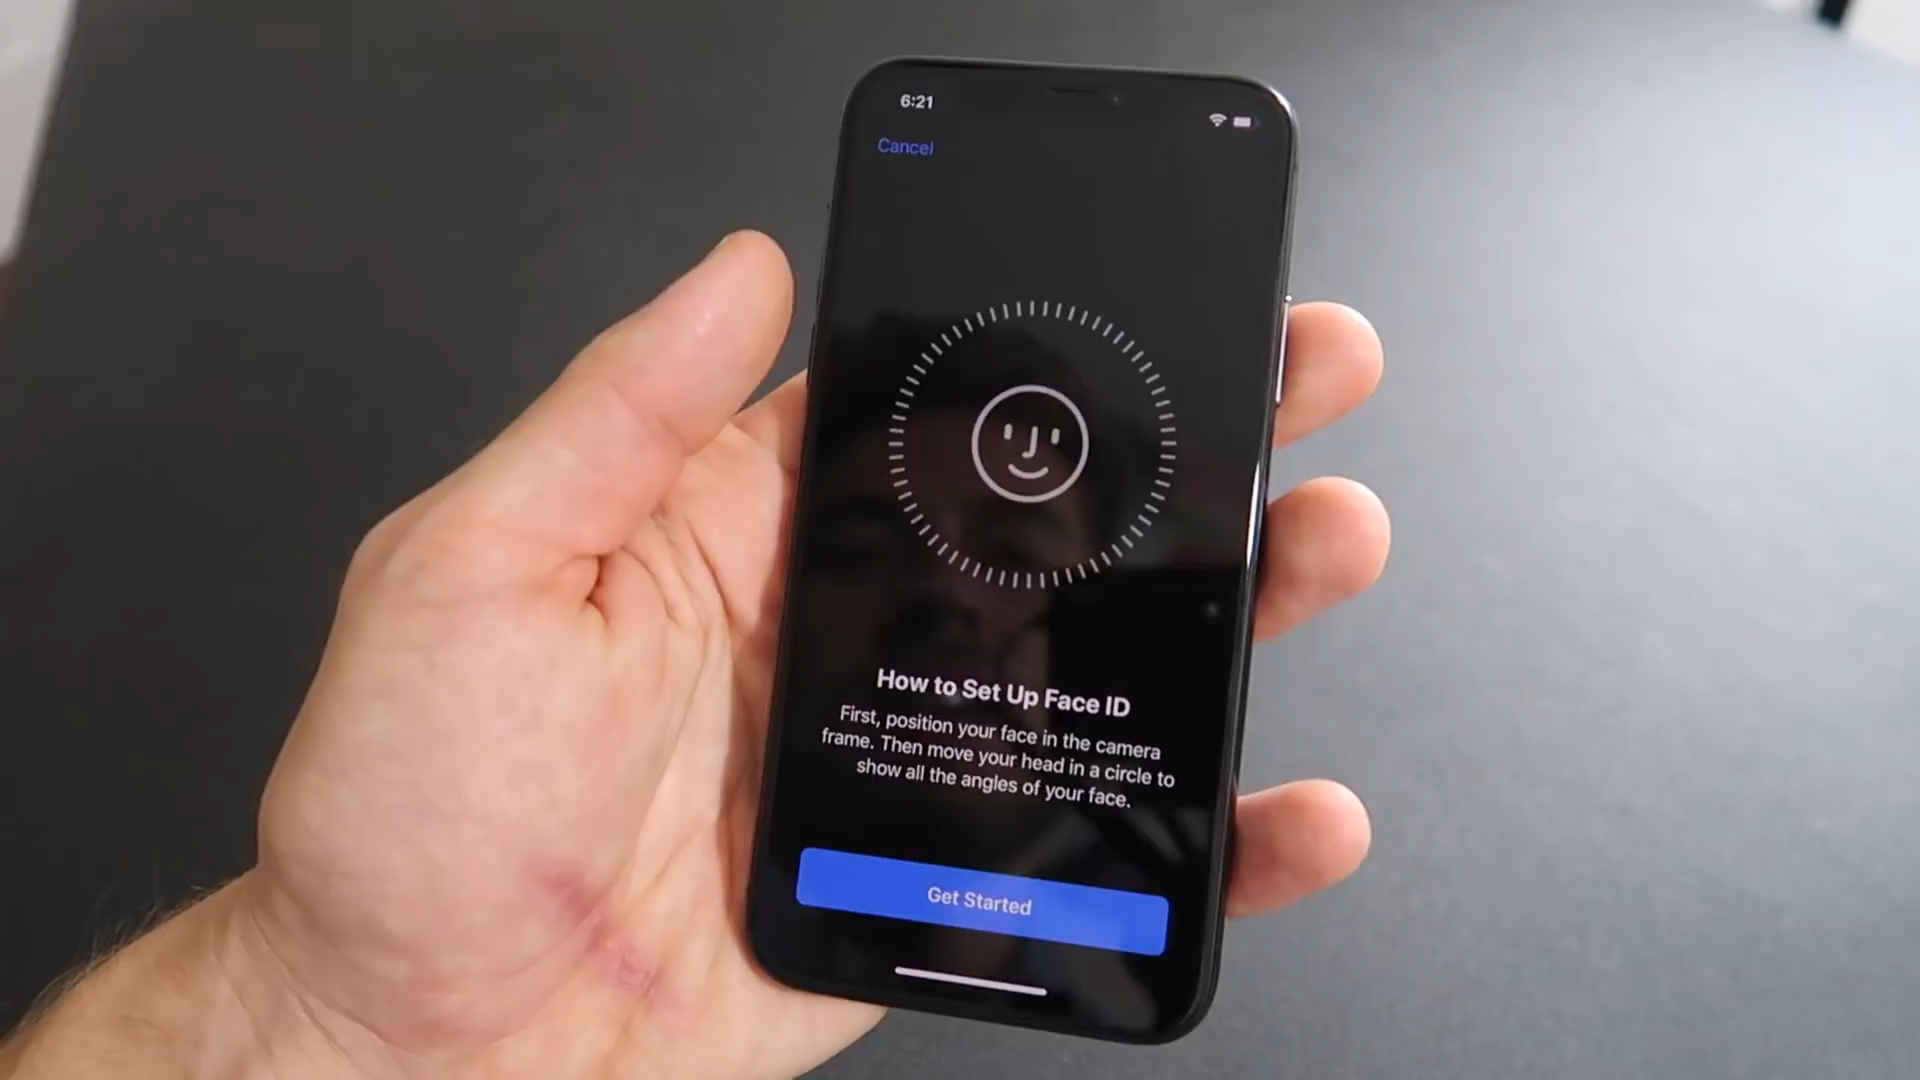 6:21
Cancel
How to Set Up Face ID
First, position your face in the camera
frame. Then move your head in a circle to
show all the angles of your face.
Get Started